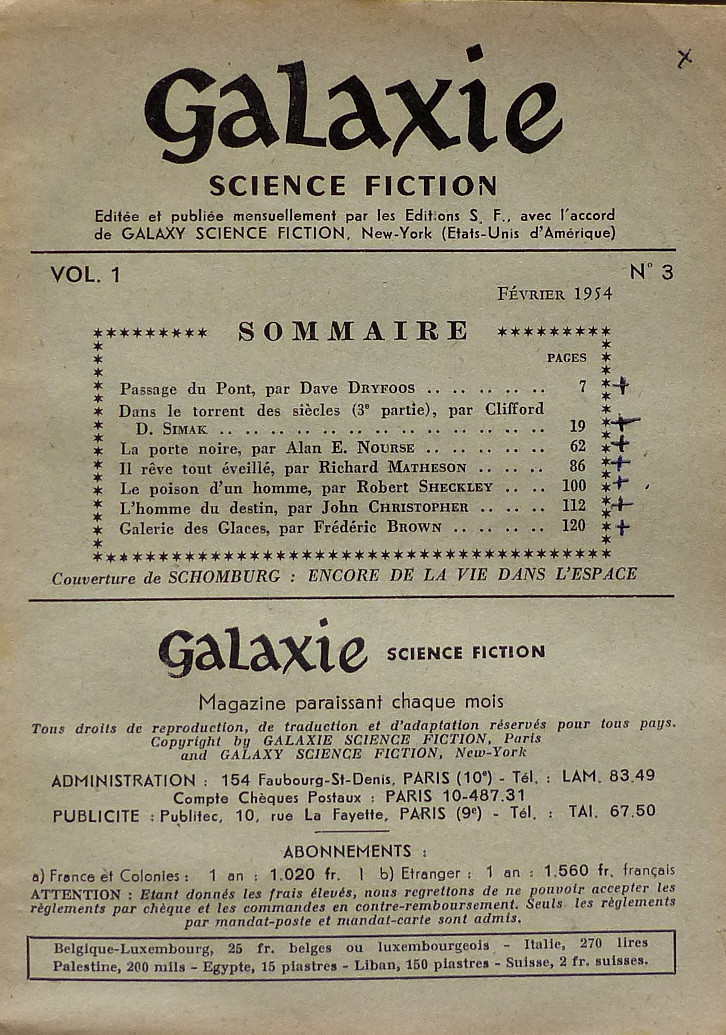 Galaxie
SCIENCE FICTION
Editée et publiée mensuellement par les Editions S. F., avec l'accord
de GALAXY SCIENCE FICTION, New-York (Etats-Unis d'Amérique)
VOL. 1 N° 3
FÉVRIER 1954
SOMMAIRE
PAGES
Passage du Pont, par Dave DRYFOOS .. .. .. .. .. .. 7
Dans le torrent des siècles (3e partie), par Clifford
D. SIMAK .. .. .. .. .. .. .. .. .. .. .. .. .. .. .. .. 19
La porte noire, par Alan E. NOURSE .. .. .. .. .. 62
Il rêve tout éveillé, par Richard MATHESON .. .. .. 86
Le poison d'un homme, par Robert SHECKLEY .. .. 100
L'homme du destin, par John CHRISTOPHER .. .. .. 112
Galerie des Glaces, par Frédéric BROWN .. .. .. .. 120
Couverture de SCHOMBURG : ENCORE DE LA VIE DANS L'ESPACE
Galaxie SCIENCE FICTION
Magazine paraissant chaque mois
Tous droits de reproduction, de traduction et d'adaptation réservés pour tous pays.
Copyright by GALAXIE SCIENCE FICTION, Paris
and GALAXY SCIENCE FICTION, New-York
ADMINISTRATION : 154 Faubourg-St-Denis, PARIS (10e) - Tél. : LAM. 83.49
Compte Chèques Postaux : PARIS 10-487.31
PUBLICITE : Publitec, 10, rue La Fayette, PARIS (9e) - Tél. : TAI. 67.50
ABONNEMENTS :
a) France et Colonies : 1 an : 1.020 fr. | b) Etranger : 1 an : 1.560 fr. français
ATTENTION : Etant donnés les frais élevés, nous regrettons de ne pouvoir accepter les
règlements par chèque et les commandes en contre-remboursement. Seuls les règlements
par mandat-poste et mandat-carte sont admis.
Belgique-Luxembourg, 25 fr. belges ou luxembourgeois - Italie, 270 lires
Palestine, 200 mils - Egypte, 15 piastres - Liban, 150 piastres - Suisse, 2 fr. suisses.